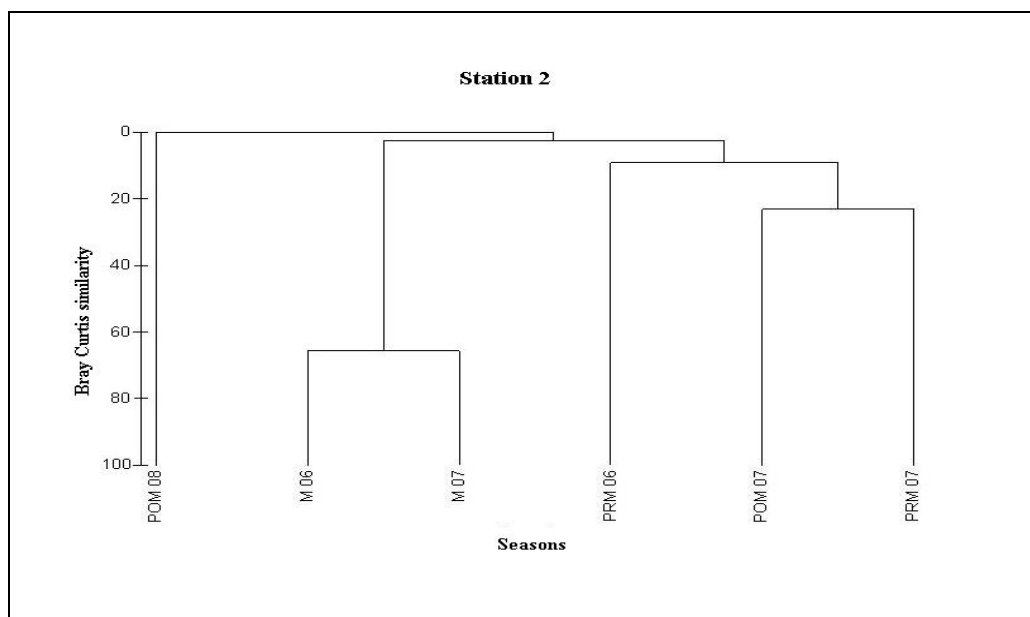 Station 2
Bray Curtis similarity
0
20
40
60
80
100
POM 08
M 06
M 07
PRM 06
POM 07
PRM 07
Seasons